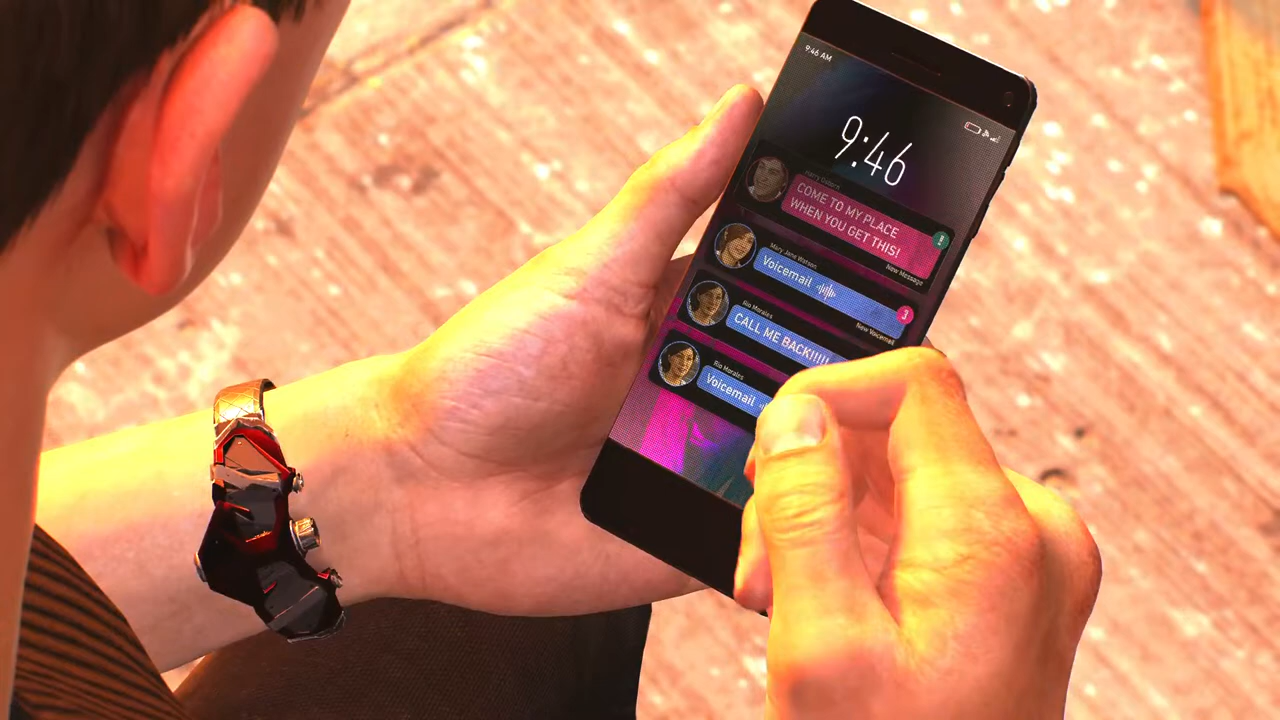 9:46 AM
9:46
Harry Osborn
COME TO MY PLACE
WHEN YOU GET THIS!
New Message
Mary Jane Watson
Voicemail
3
New Voicemail
Rio Morales
CALL ME BACK!!!!!
Rio Morales
Voicemail